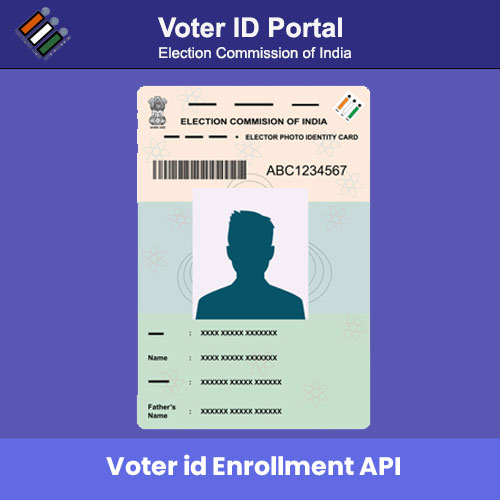 Voter ID Portal
Election Commission of India
ELECTION COMMISION OF INDIA
ELECTOR PHOTO IDENTITY CARD
ABC1234567
: XXXX XXXXX XXXXXXX
Name : XXXX XXXXX XXXXXXX
: XXXXXX XXXXX XXXXXX
Father's
Name : XXXXXX XXXXX XXXXXX
Voter id Enrollment API